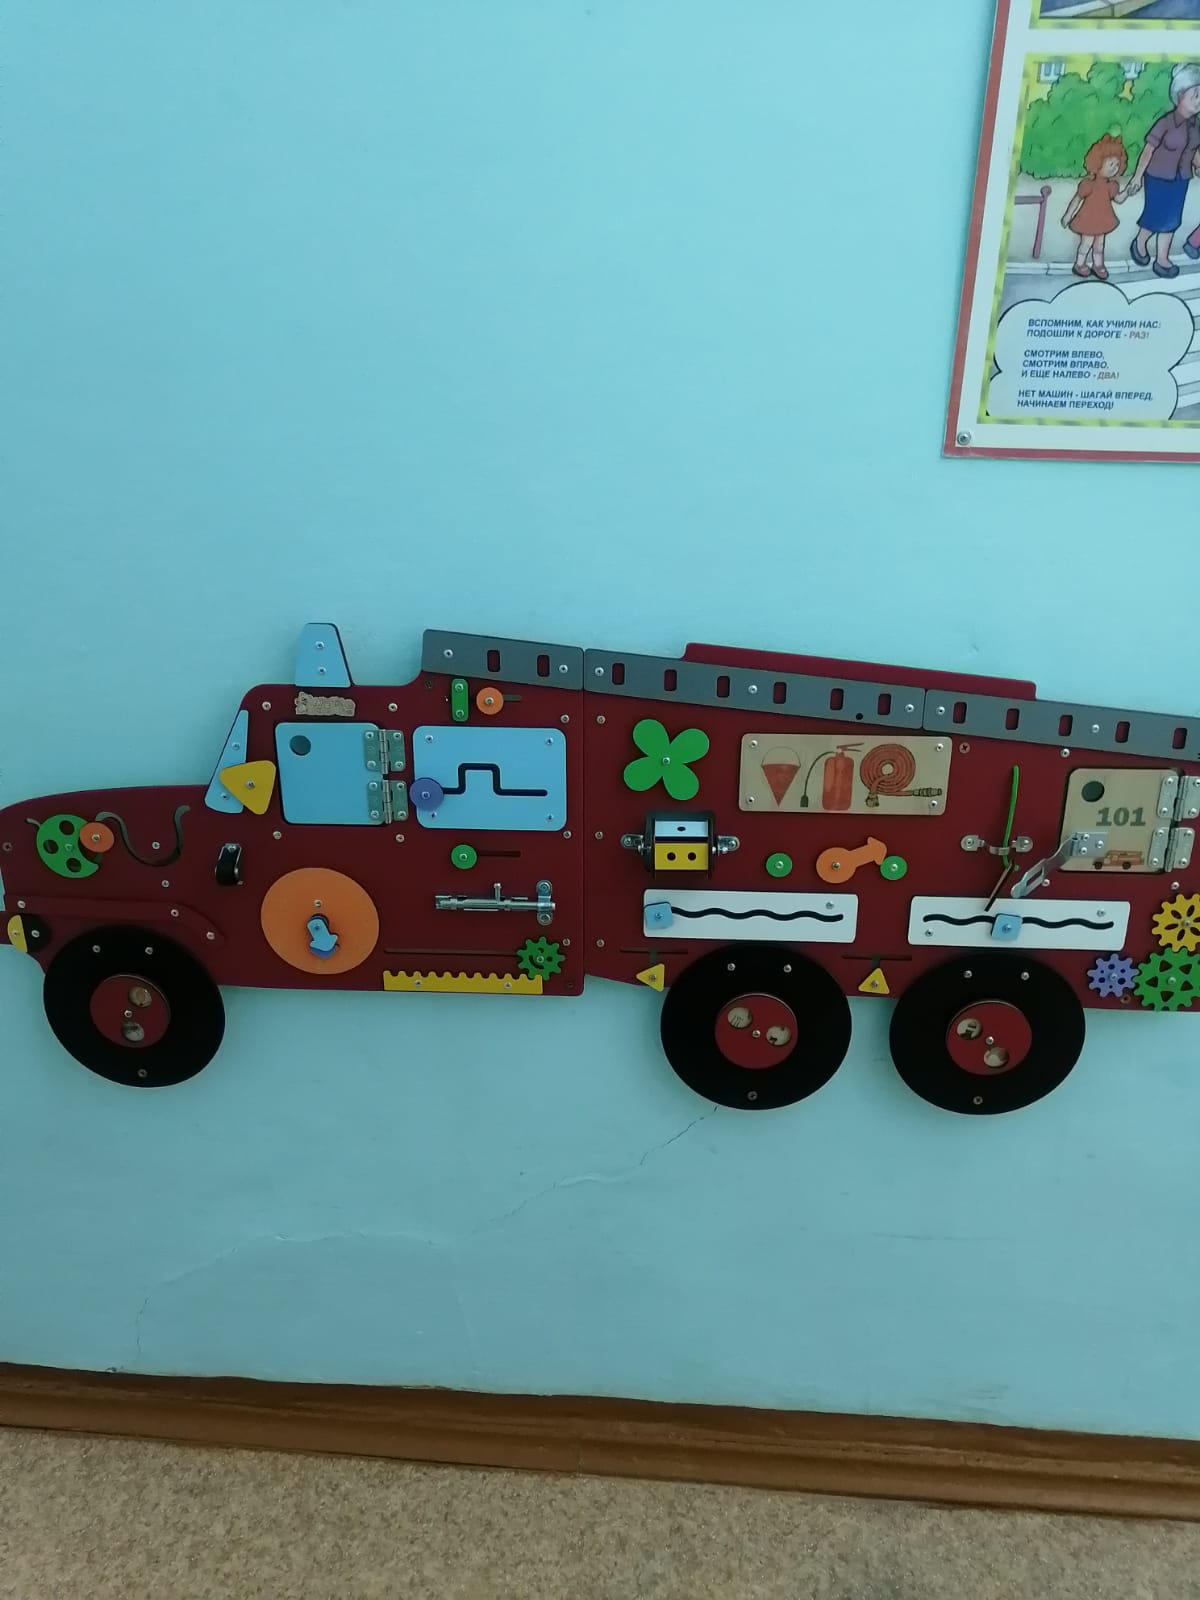 ВСПОМНИМ, КАК УЧИЛИ НАС:
ПОДОШЛИ К ДОРОГЕ - РАЗ!
СМОТРИМ ВЛЕВО,
СМОТРИМ ВПРАВО,
И ЕЩЕ НАЛЕВО - ДВА!
НЕТ МАШИН - ШАГАЙ ВПЕРЕД,
НАЧИНАЕМ ПЕРЕХОД!
101